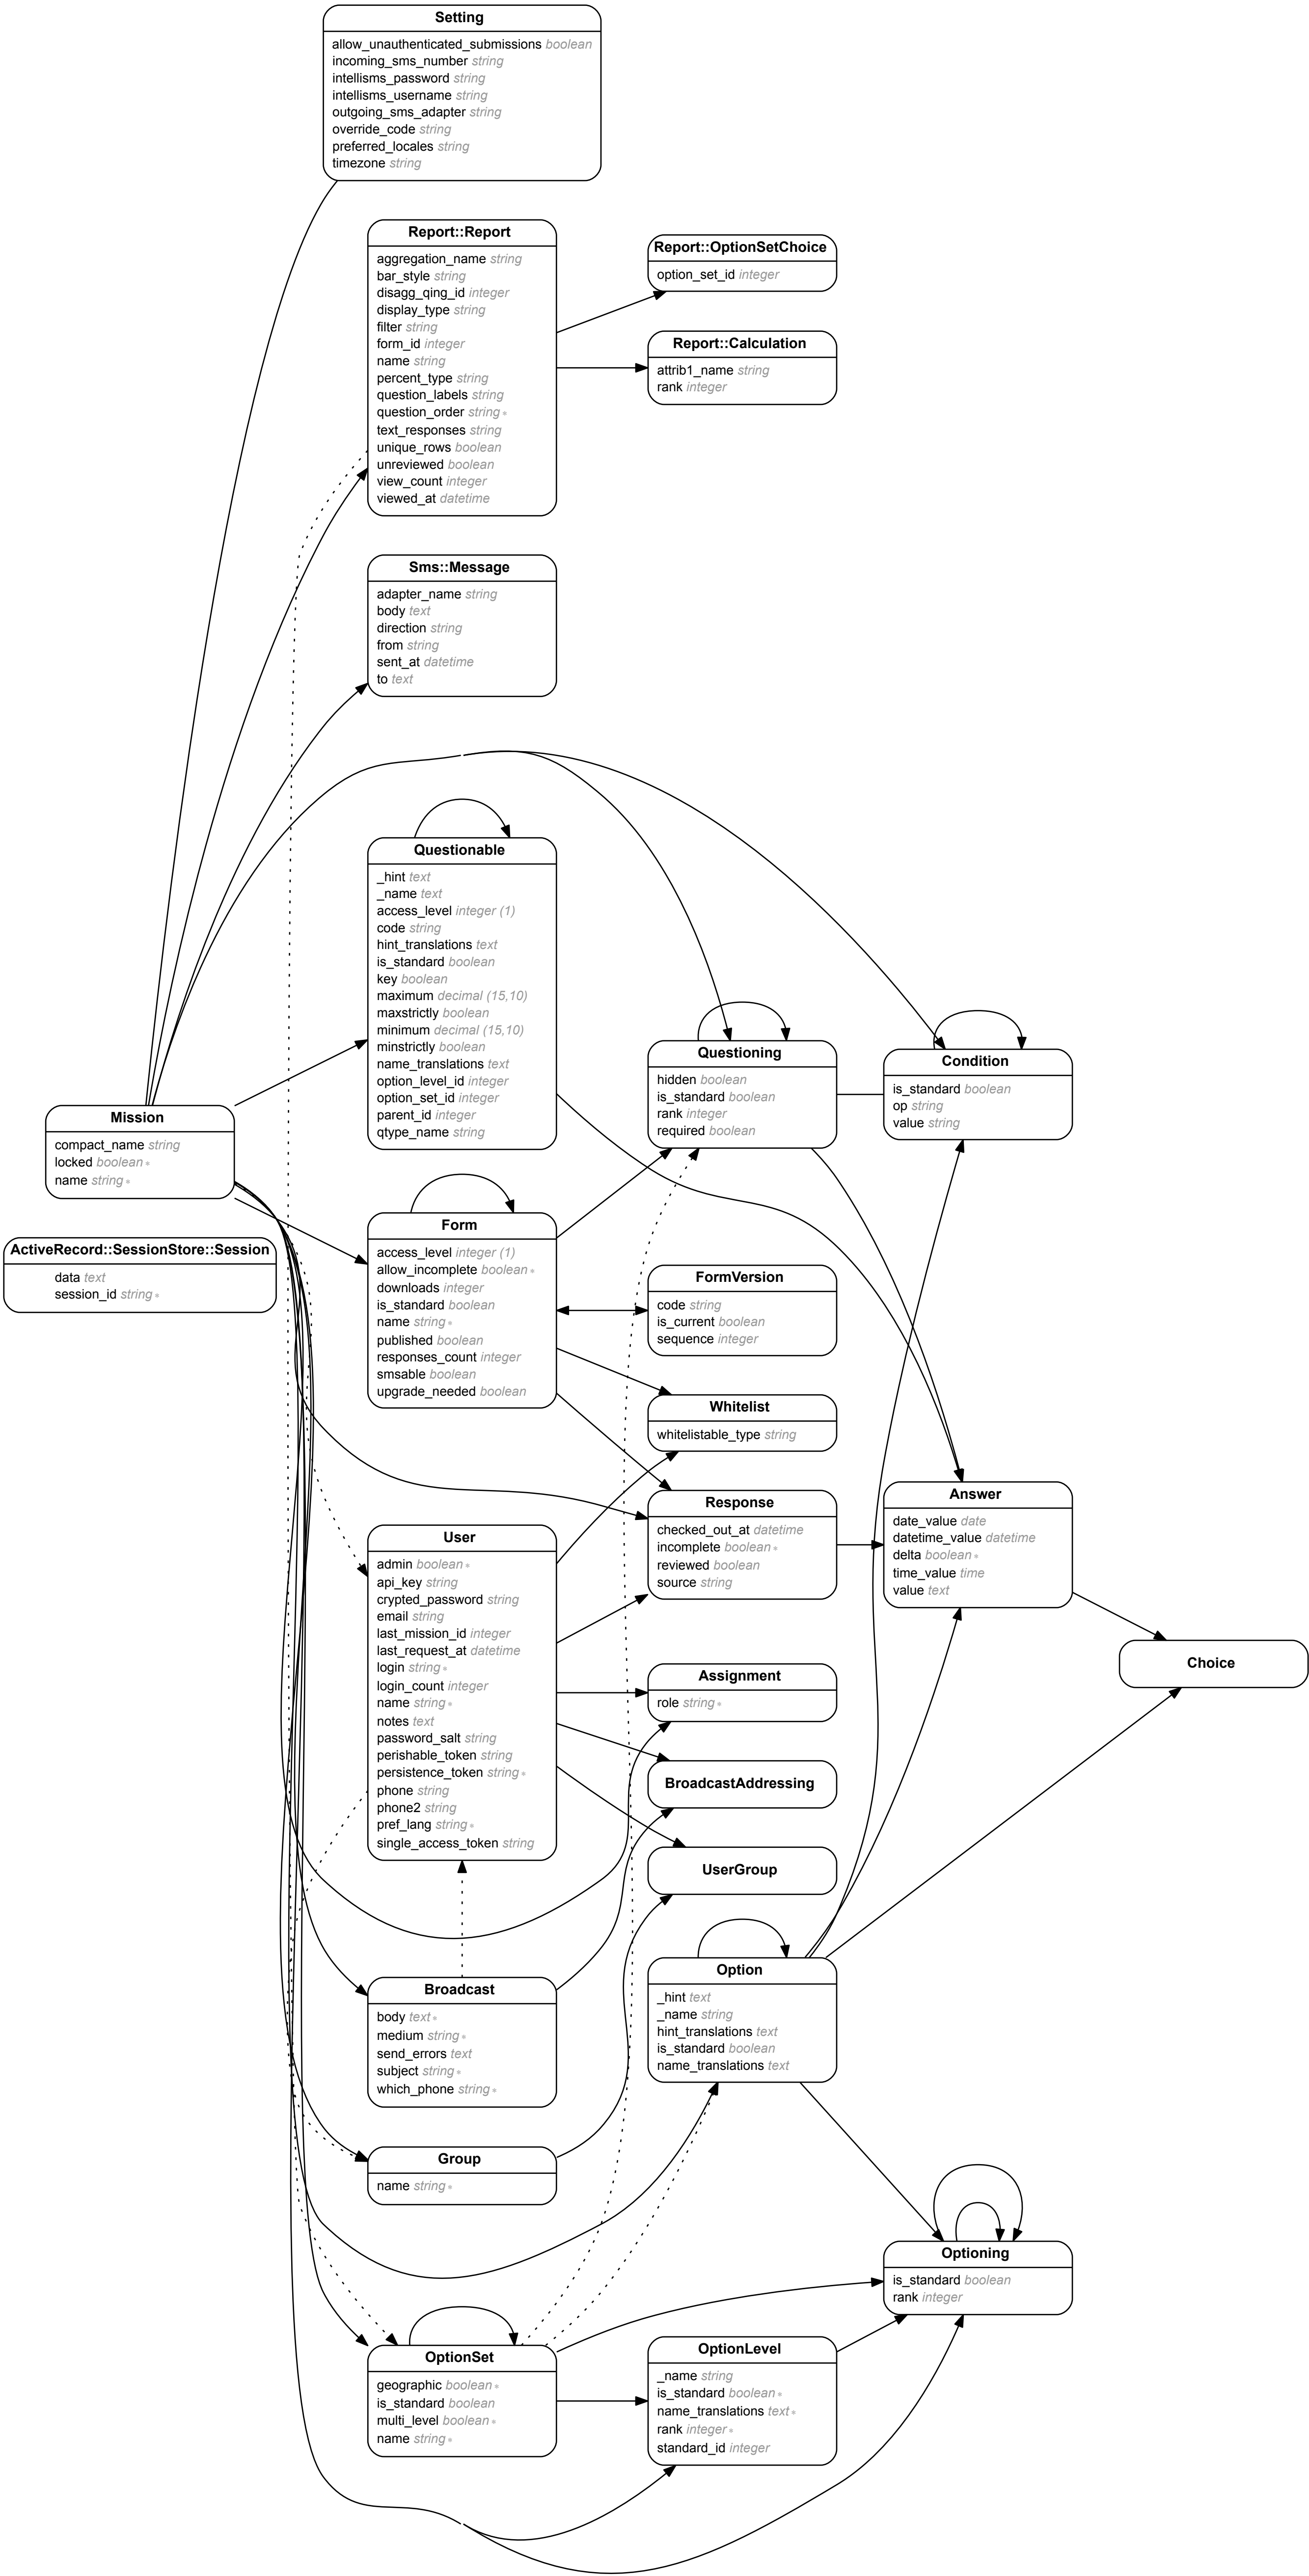 Setting
allow_unauthenticated_submissions boolean
incoming_sms_number string
intellisms_password string
intellisms_username string
outgoing_sms_adapter string
override_code string
preferred_locales string
timezone string
Report::Report
aggregation_name string
bar_style string
disagg_qing_id integer
display_type string
filter string
form_id integer
name string
percent_type string
question_labels string
question_order string *
text_responses string
unique_rows boolean
unreviewed boolean
view_count integer
viewed_at datetime
Report::OptionSetChoice
option_set_id integer
Report::Calculation
attrib1_name string
rank integer
Sms::Message
adapter_name string
body text
direction string
from string
sent_at datetime
to text
Questionable
_hint text
_name text
access_level integer (1)
code string
hint_translations text
is_standard boolean
key boolean
maximum decimal (15,10)
maxstrictly boolean
minimum decimal (15,10)
minstrictly boolean
name_translations text
option_level_id integer
option_set_id integer
parent_id integer
qtype_name string
Questioning
hidden boolean
is_standard boolean
rank integer
required boolean
Condition
is_standard boolean
op string
value string
Mission
compact_name string
locked boolean *
name string *
ActiveRecord::SessionStore::Session
data text
session_id string *
Form
access_level integer (1)
allow_incomplete boolean *
downloads integer
is_standard boolean
name string *
published boolean
responses_count integer
smsable boolean
upgrade_needed boolean
FormVersion
code string
is_current boolean
sequence integer
Whitelist
whitelistable_type string
Response
checked_out_at datetime
incomplete boolean *
reviewed boolean
source string
Answer
date_value date
datetime_value datetime
delta boolean *
time_value time
value text
User
admin boolean *
api_key string
crypted_password string
email string
last_mission_id integer
last_request_at datetime
login string *
login_count integer
name string *
notes text
password_salt string
perishable_token string
persistence_token string *
phone string
phone2 string
pref_lang string *
single_access_token string
Choice
Assignment
role string *
BroadcastAddressing
UserGroup
Option
_hint text
_name string
hint_translations text
is_standard boolean
name_translations text
Broadcast
body text *
medium string *
send_errors text
subject string *
which_phone string *
Group
name string *
Optioning
is_standard boolean
rank integer
OptionSet
geographic boolean *
is_standard boolean
multi_level boolean *
name string *
OptionLevel
_name string
is_standard boolean *
name_translations text *
rank integer *
standard_id integer